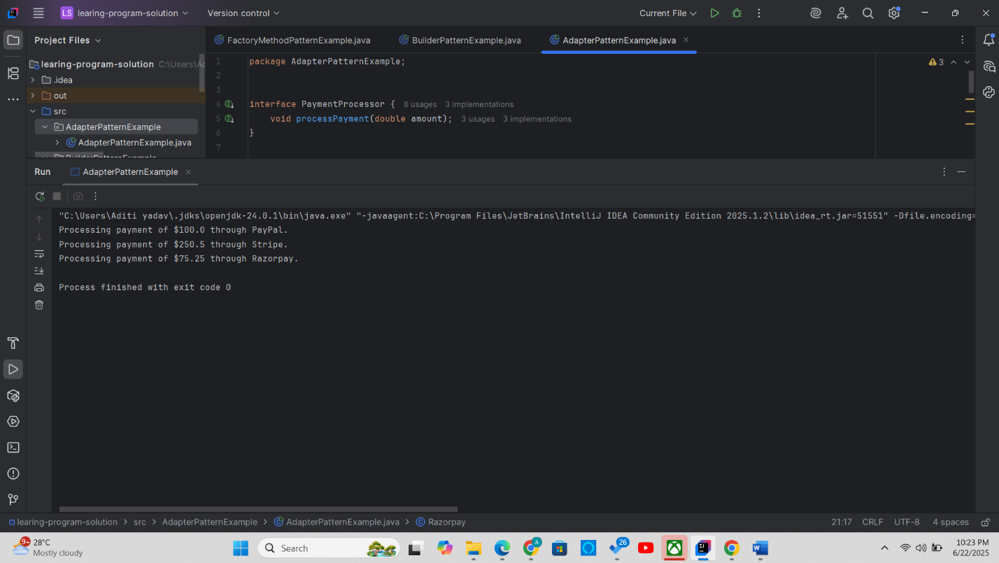 LS learing-program-solution Version control Current File
Project Files
FactoryMethodPatternExample.java BuilderPatternExample.java AdapterPatternExample.java
learing-program-solution C:\Users\Ad
.idea
out
src
AdapterPatternExample
AdapterPatternExample.java
BuilderPatternExample
1 package AdapterPatternExample;
2
3
4 interface PaymentProcessor { 6 usages 3 implementations
5 void processPayment(double amount); 3 usages 3 implementations
6 }
7
3
Run AdapterPatternExample
"C:\Users\Aditi yadav\.jdks\openjdk-24.0.1\bin\java.exe" "-javaagent:C:\Program Files\JetBrains\IntelliJ IDEA Community Edition 2025.1.2\lib\idea_rt.jar=51551" -Dfile.encoding=
Processing payment of $100.0 through PayPal.
Processing payment of $250.5 through Stripe.
Processing payment of $75.25 through Razorpay.
Process finished with exit code 0
learing-program-solution > src > AdapterPatternExample > AdapterPatternExample.java > Razorpay 21:17 CRLF UTF-8 4 spaces
9+ 28°C
Mostly cloudy
Search
A
26
10:23 PM
6/22/2025